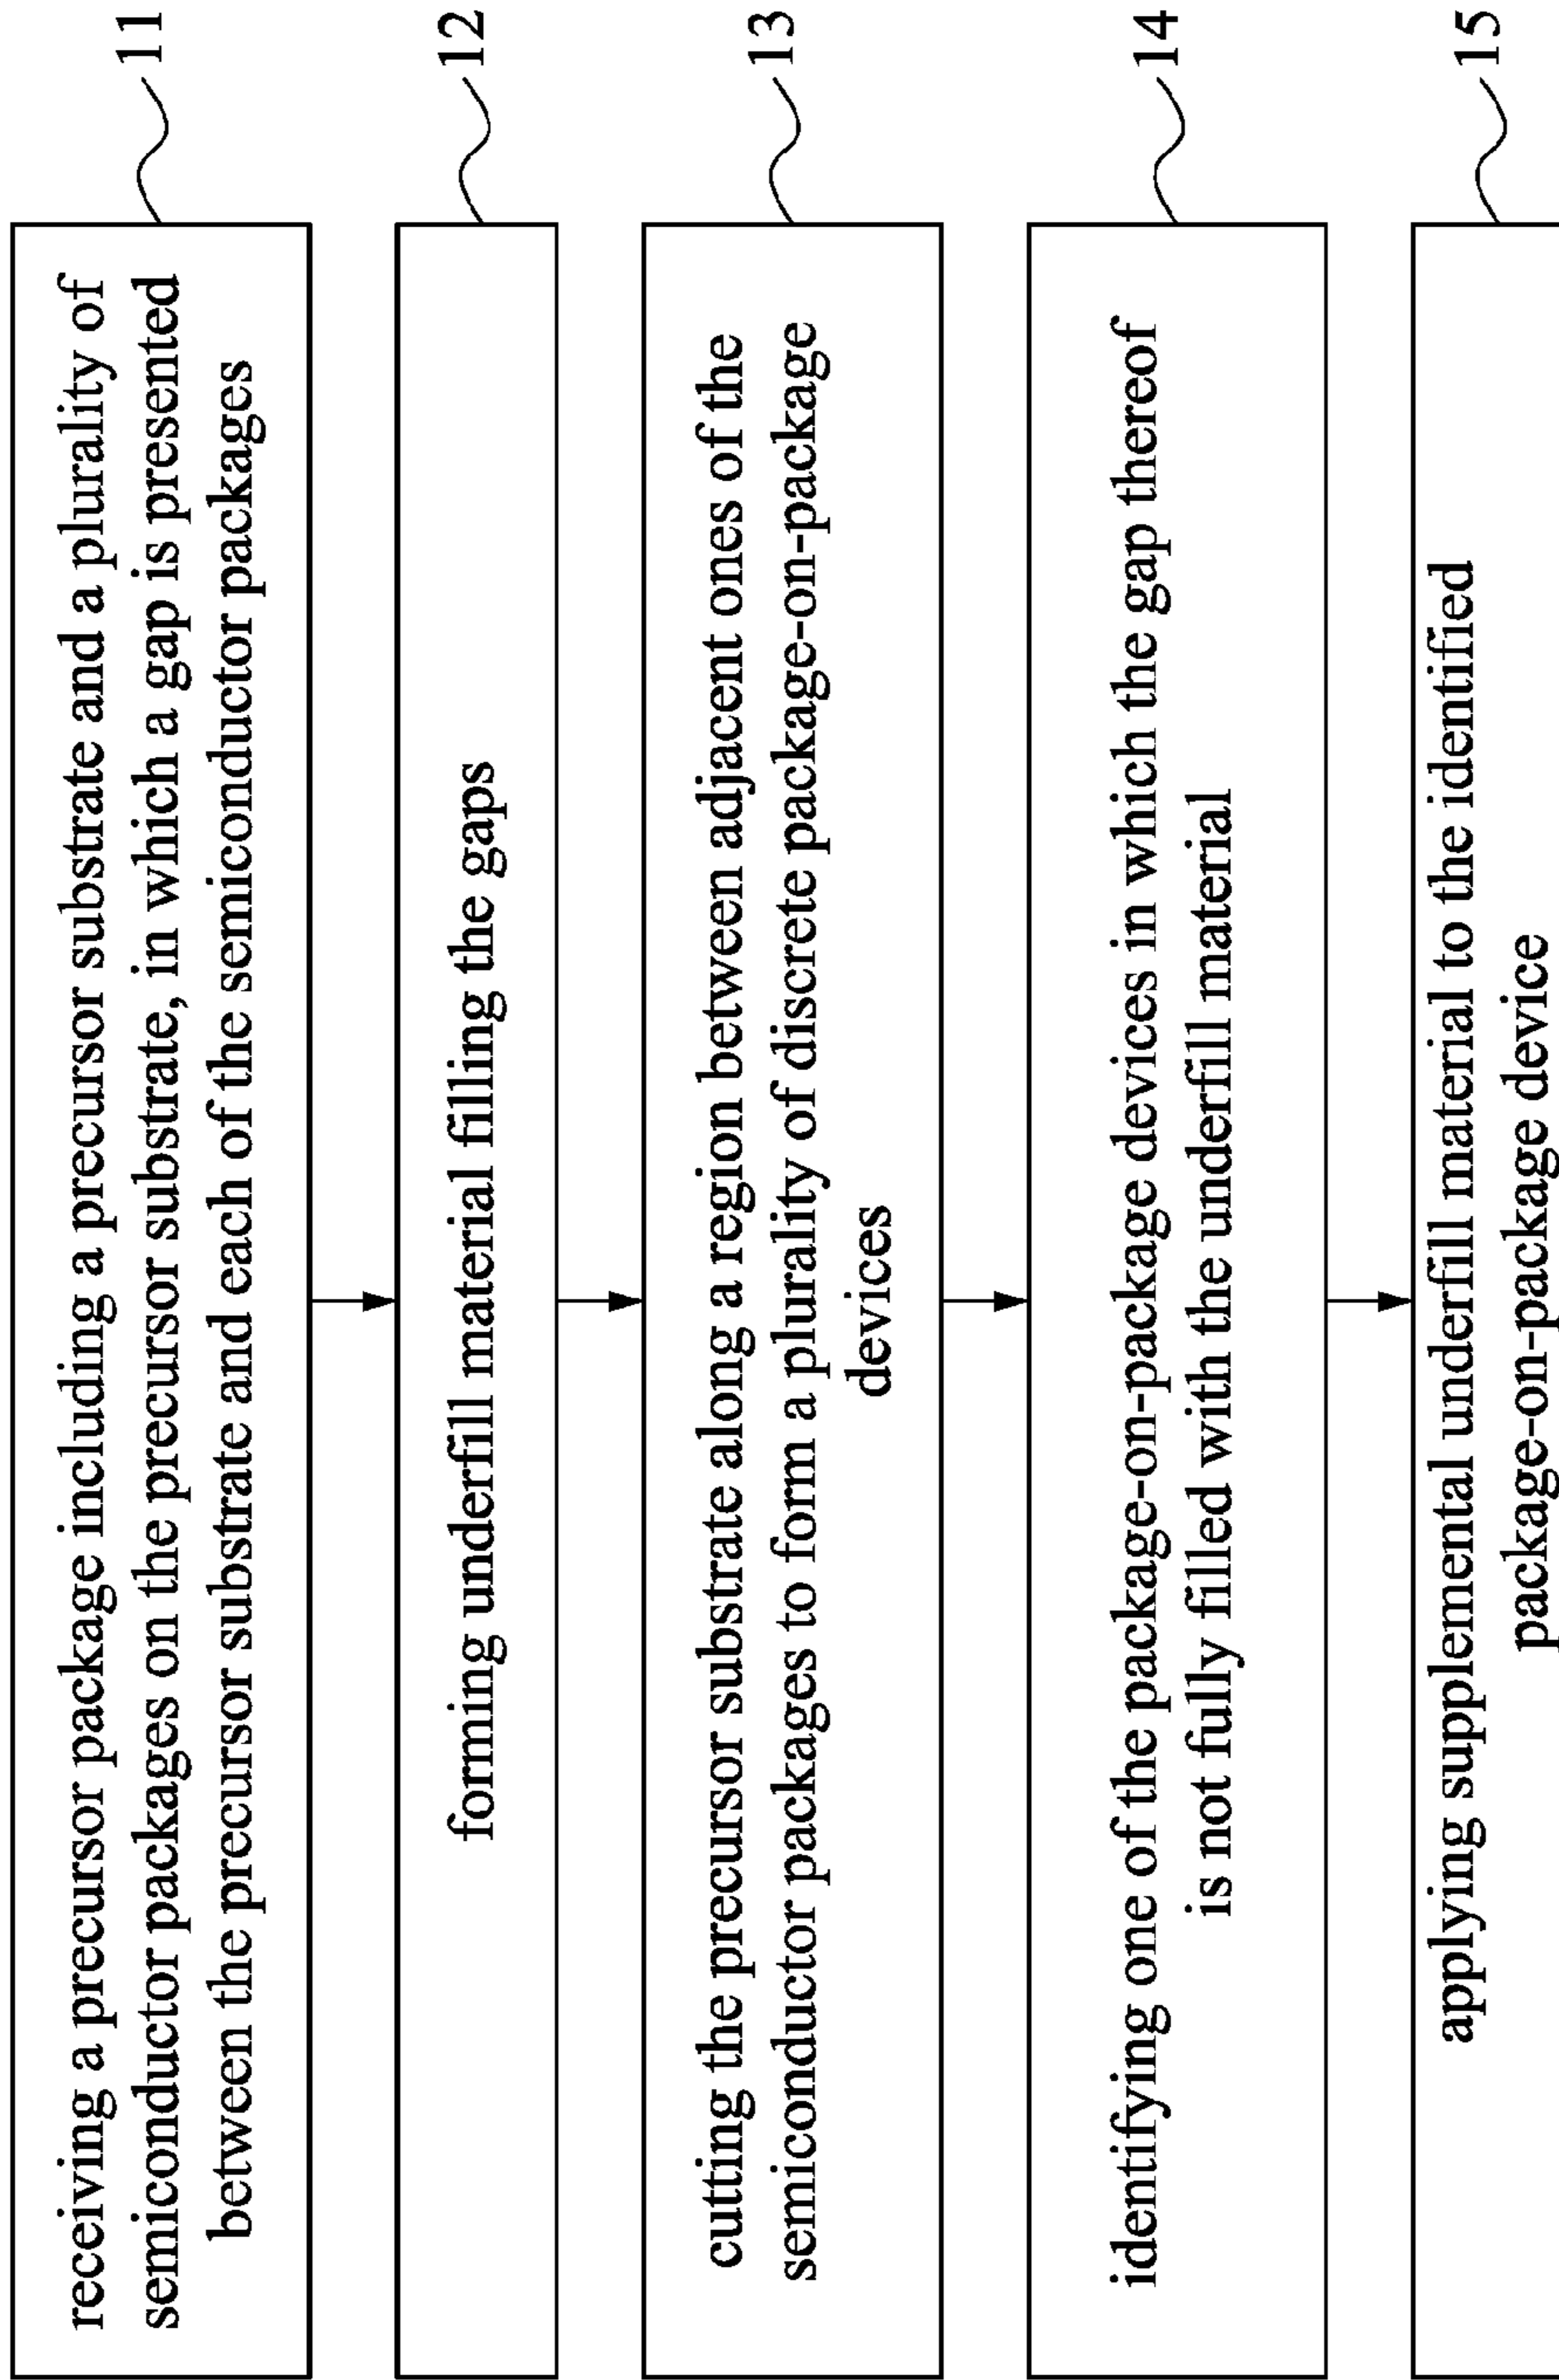 receiving a precursor package including a precursor substrate and a plurality of
semiconductor packages on the precursor substrate, in which a gap is presented
between the precursor substrate and each of the semiconductor packages
11
forming underfill material filling the gaps
12
cutting the precursor substrate along a region between adjacent ones of the
semiconductor packages to form a plurality of discrete package-on-package
devices
13
identifying one of the package-on-package devices in which the gap thereof
is not fully filled with the underfill material
14
applying supplemental underfill material to the identified
package-on-package device
15